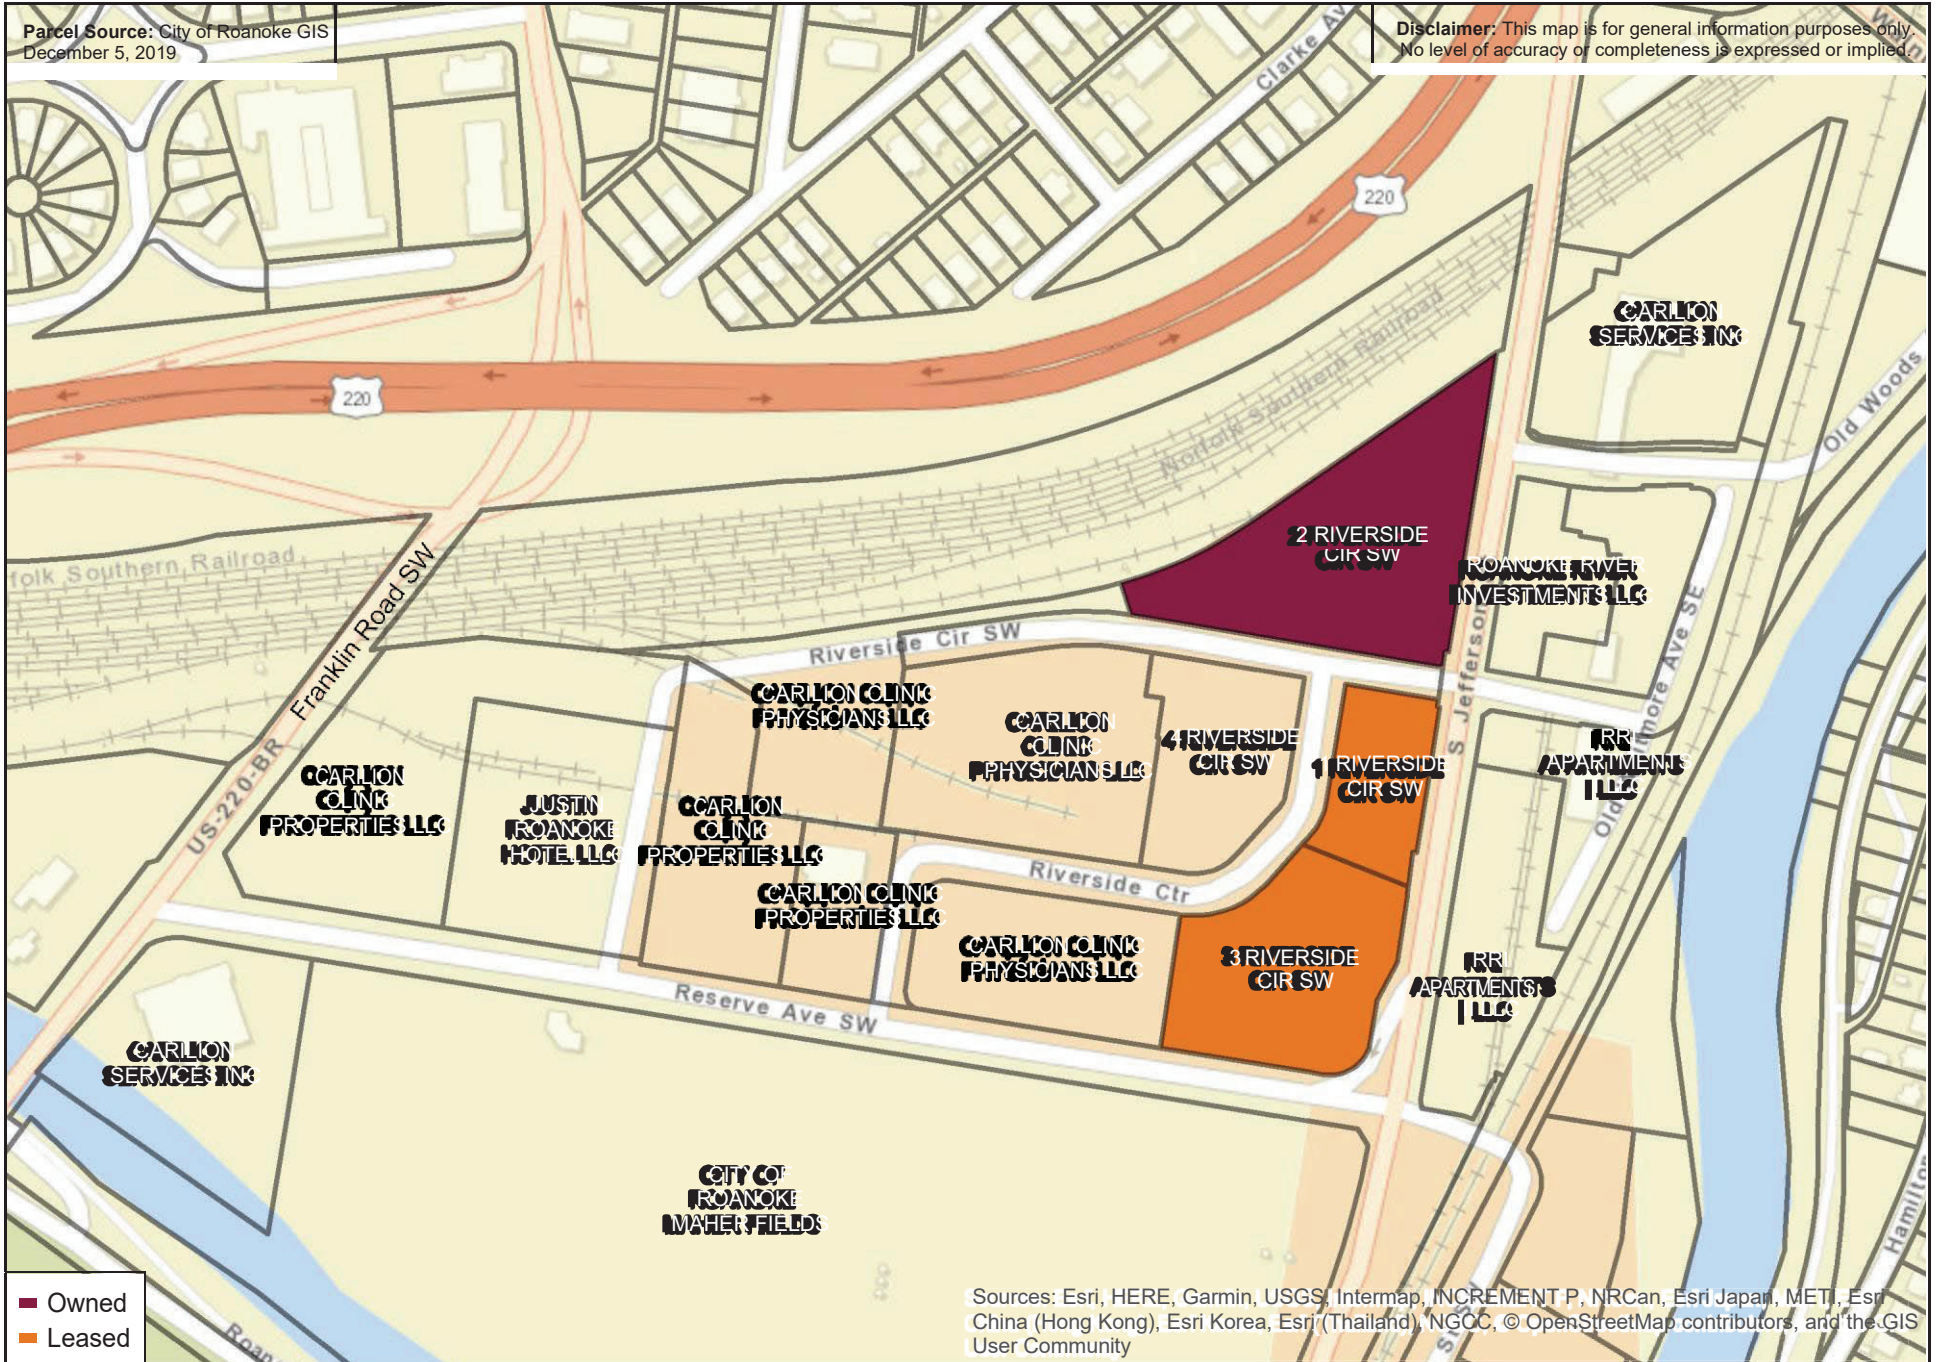 Parcel Source: City of Roanoke GIS
December 5, 2019
Disclaimer: This map is for general information purposes only.
No level of accuracy or completeness is expressed or implied.
Clarke Av
220
220
CARILION
SERVICES INC
Old Woods
Norfolk Southern Railroad
folk Southern Railroad
Franklin Road SW
US-220-BR
2 RIVERSIDE
CIR SW
ROANOKE RIVER
INVESTMENTS LLC
S Jefferson
Riverside Cir SW
CARILION CLINIC
PHYSICIANS LLC
CARILION
CLINIC
PHYSICIANS LLC
4 RIVERSIDE
CIR SW
1 RIVERSIDE
CIR SW
RRI
APARTMENTS
I LLC
CARILION
CLINIC
PROPERTIES LLC
JUSTIN
ROANOKE
HOTEL LLC
CARILION
CLINIC
PROPERTIES LLC
CARILION CLINIC
PROPERTIES LLC
Riverside Ctr
CARILION CLINIC
PHYSICIANS LLC
3 RIVERSIDE
CIR SW
RRI
APARTMENTS
I LLC
Reserve Ave SW
CARILION
SERVICES INC
CITY OF
ROANOKE
MAHER FIELDS
Hamilton
Owned
Leased
Roan
Sources: Esri, HERE, Garmin, USGS, Intermap, INCREMENT P, NRCan, Esri Japan, METI, Esri
China (Hong Kong), Esri Korea, Esri (Thailand), NGCC, © OpenStreetMap contributors, and the GIS
User Community